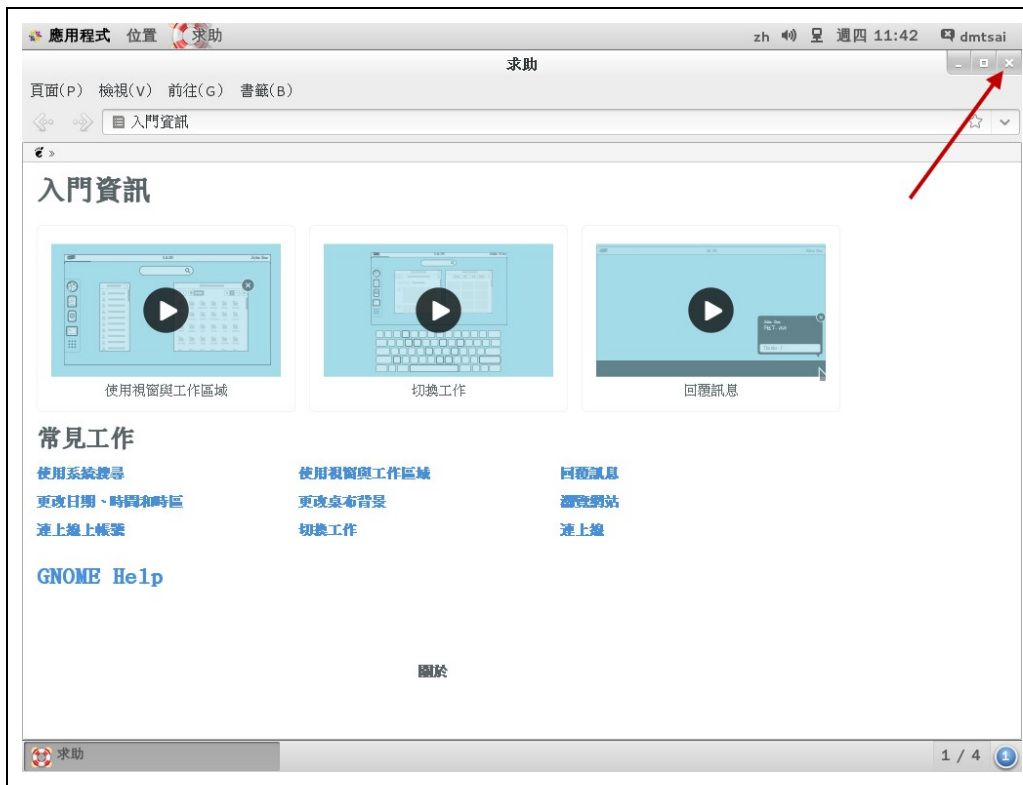 應用程式 位置 求助 zh 週四 11:42 dmtsai
求助
頁面(P) 檢視(V) 前往(G) 書籤(B)
入門資訊
»
入門資訊
使用視窗與工作區域 切換工作 回覆訊息
常見工作
使用系統搜尋 使用視窗與工作區域 回覆訊息
更改日期、時間和時區 更改桌布背景 瀏覽網站
連上線上帳號 切換工作 連上線
GNOME Help
關於
求助 1 / 4 1